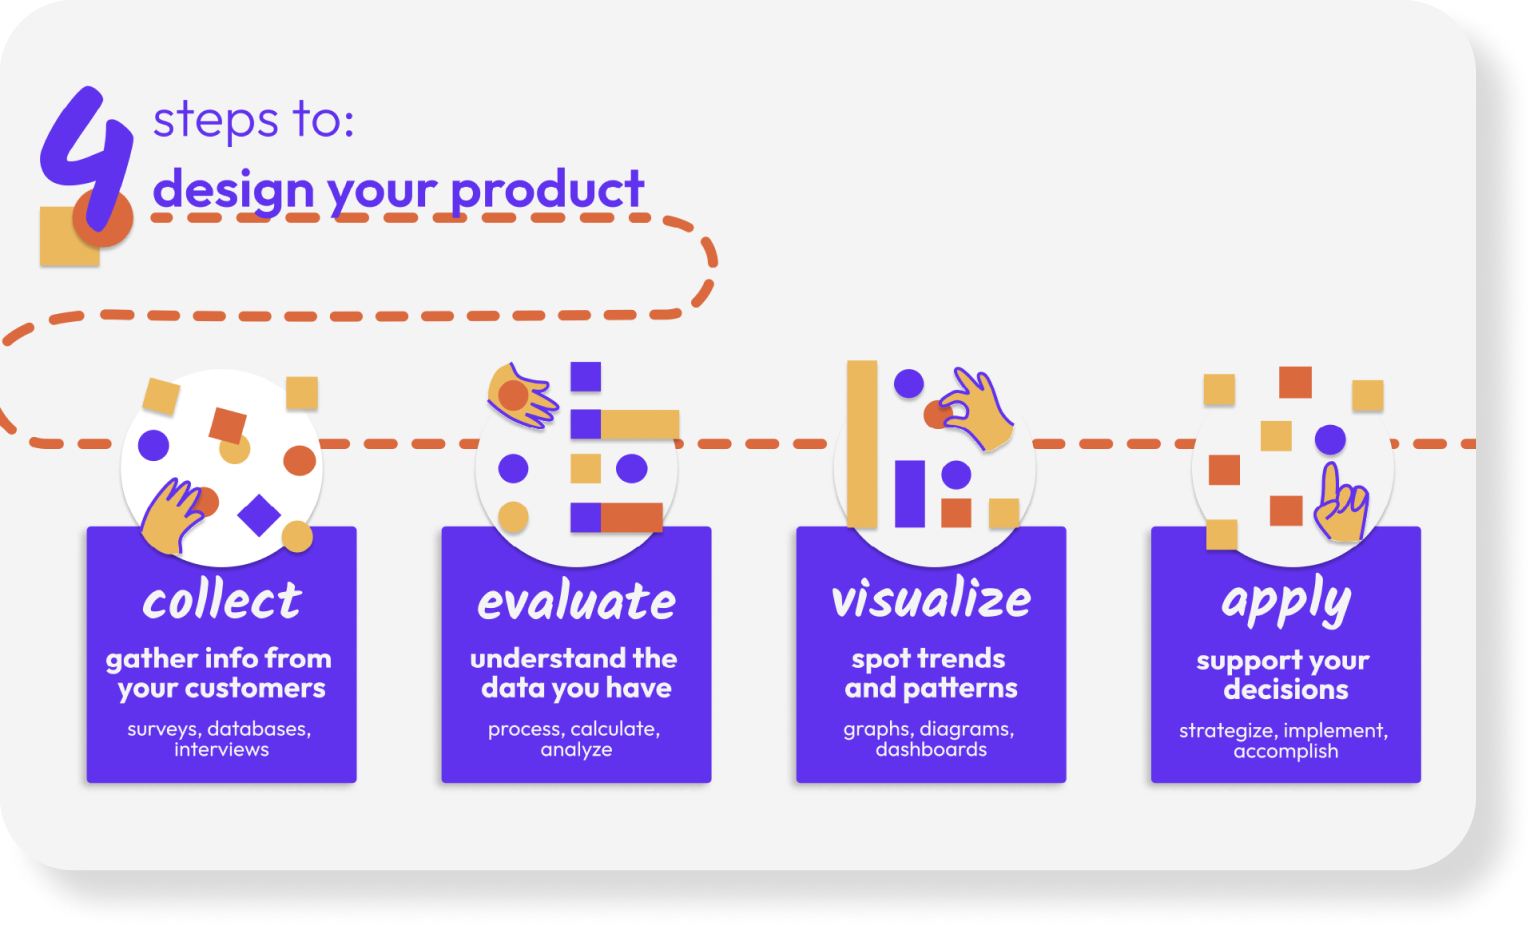 4 steps to:
design your product
collect
gather info from
your customers
surveys, databases,
interviews
evaluate
understand the
data you have
process, calculate,
analyze
visualize
spot trends
and patterns
graphs, diagrams,
dashboards
apply
support your
decisions
strategize, implement,
accomplish